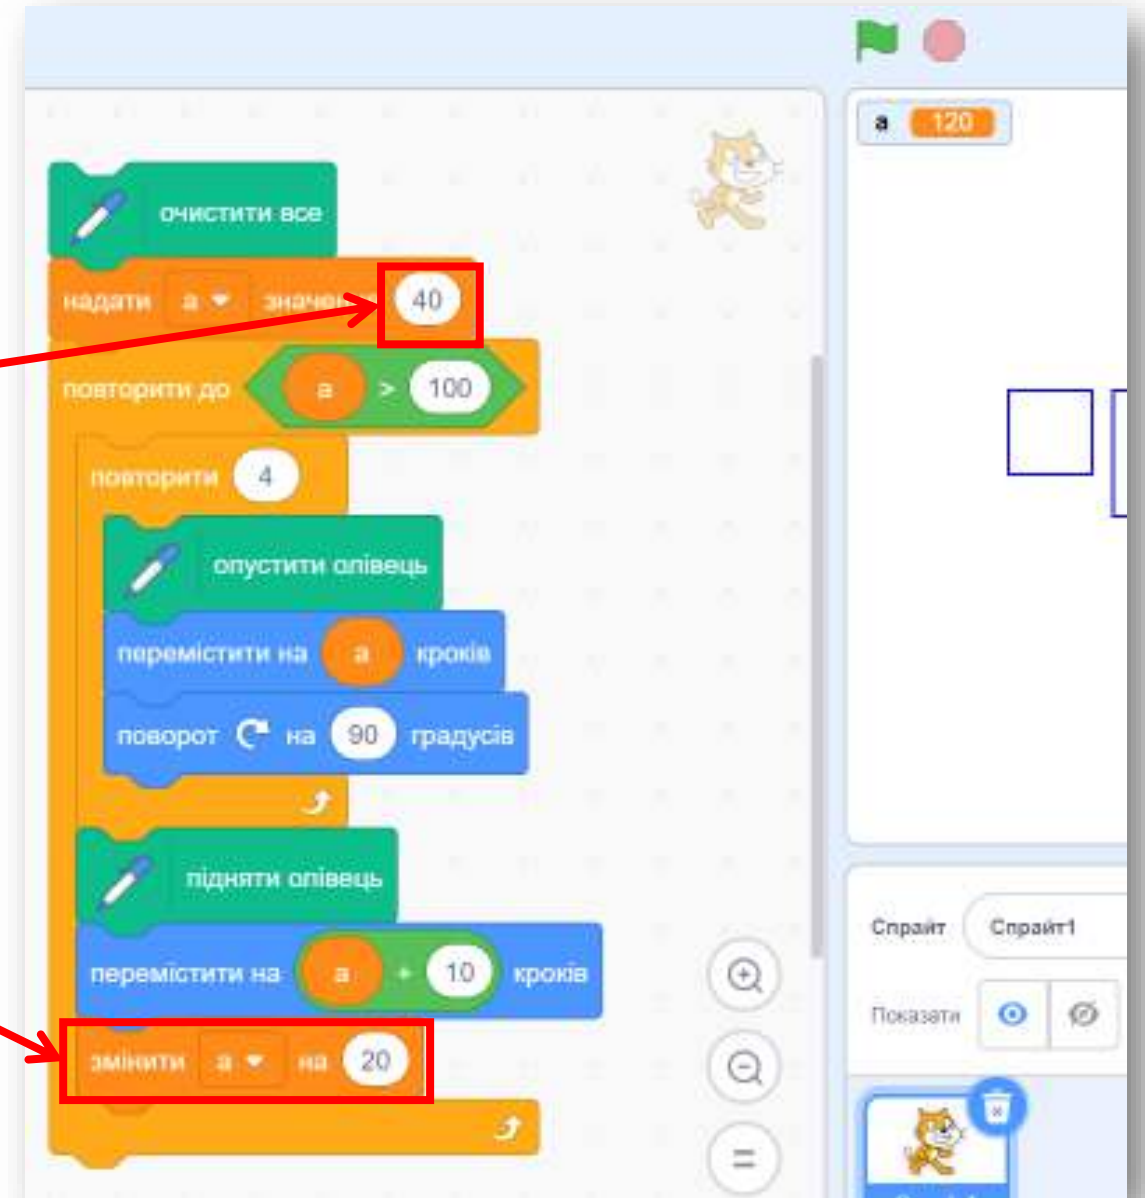 a 120
очистити все
надати a значення 40
повторити до a > 100
повторити 4
опустити олівець
перемістити на a кроків
поворот на 90 градусів
підняти олівець
перемістити на a + 10 кроків
змінити a на 20
Спрайт Спрайт1
Показати